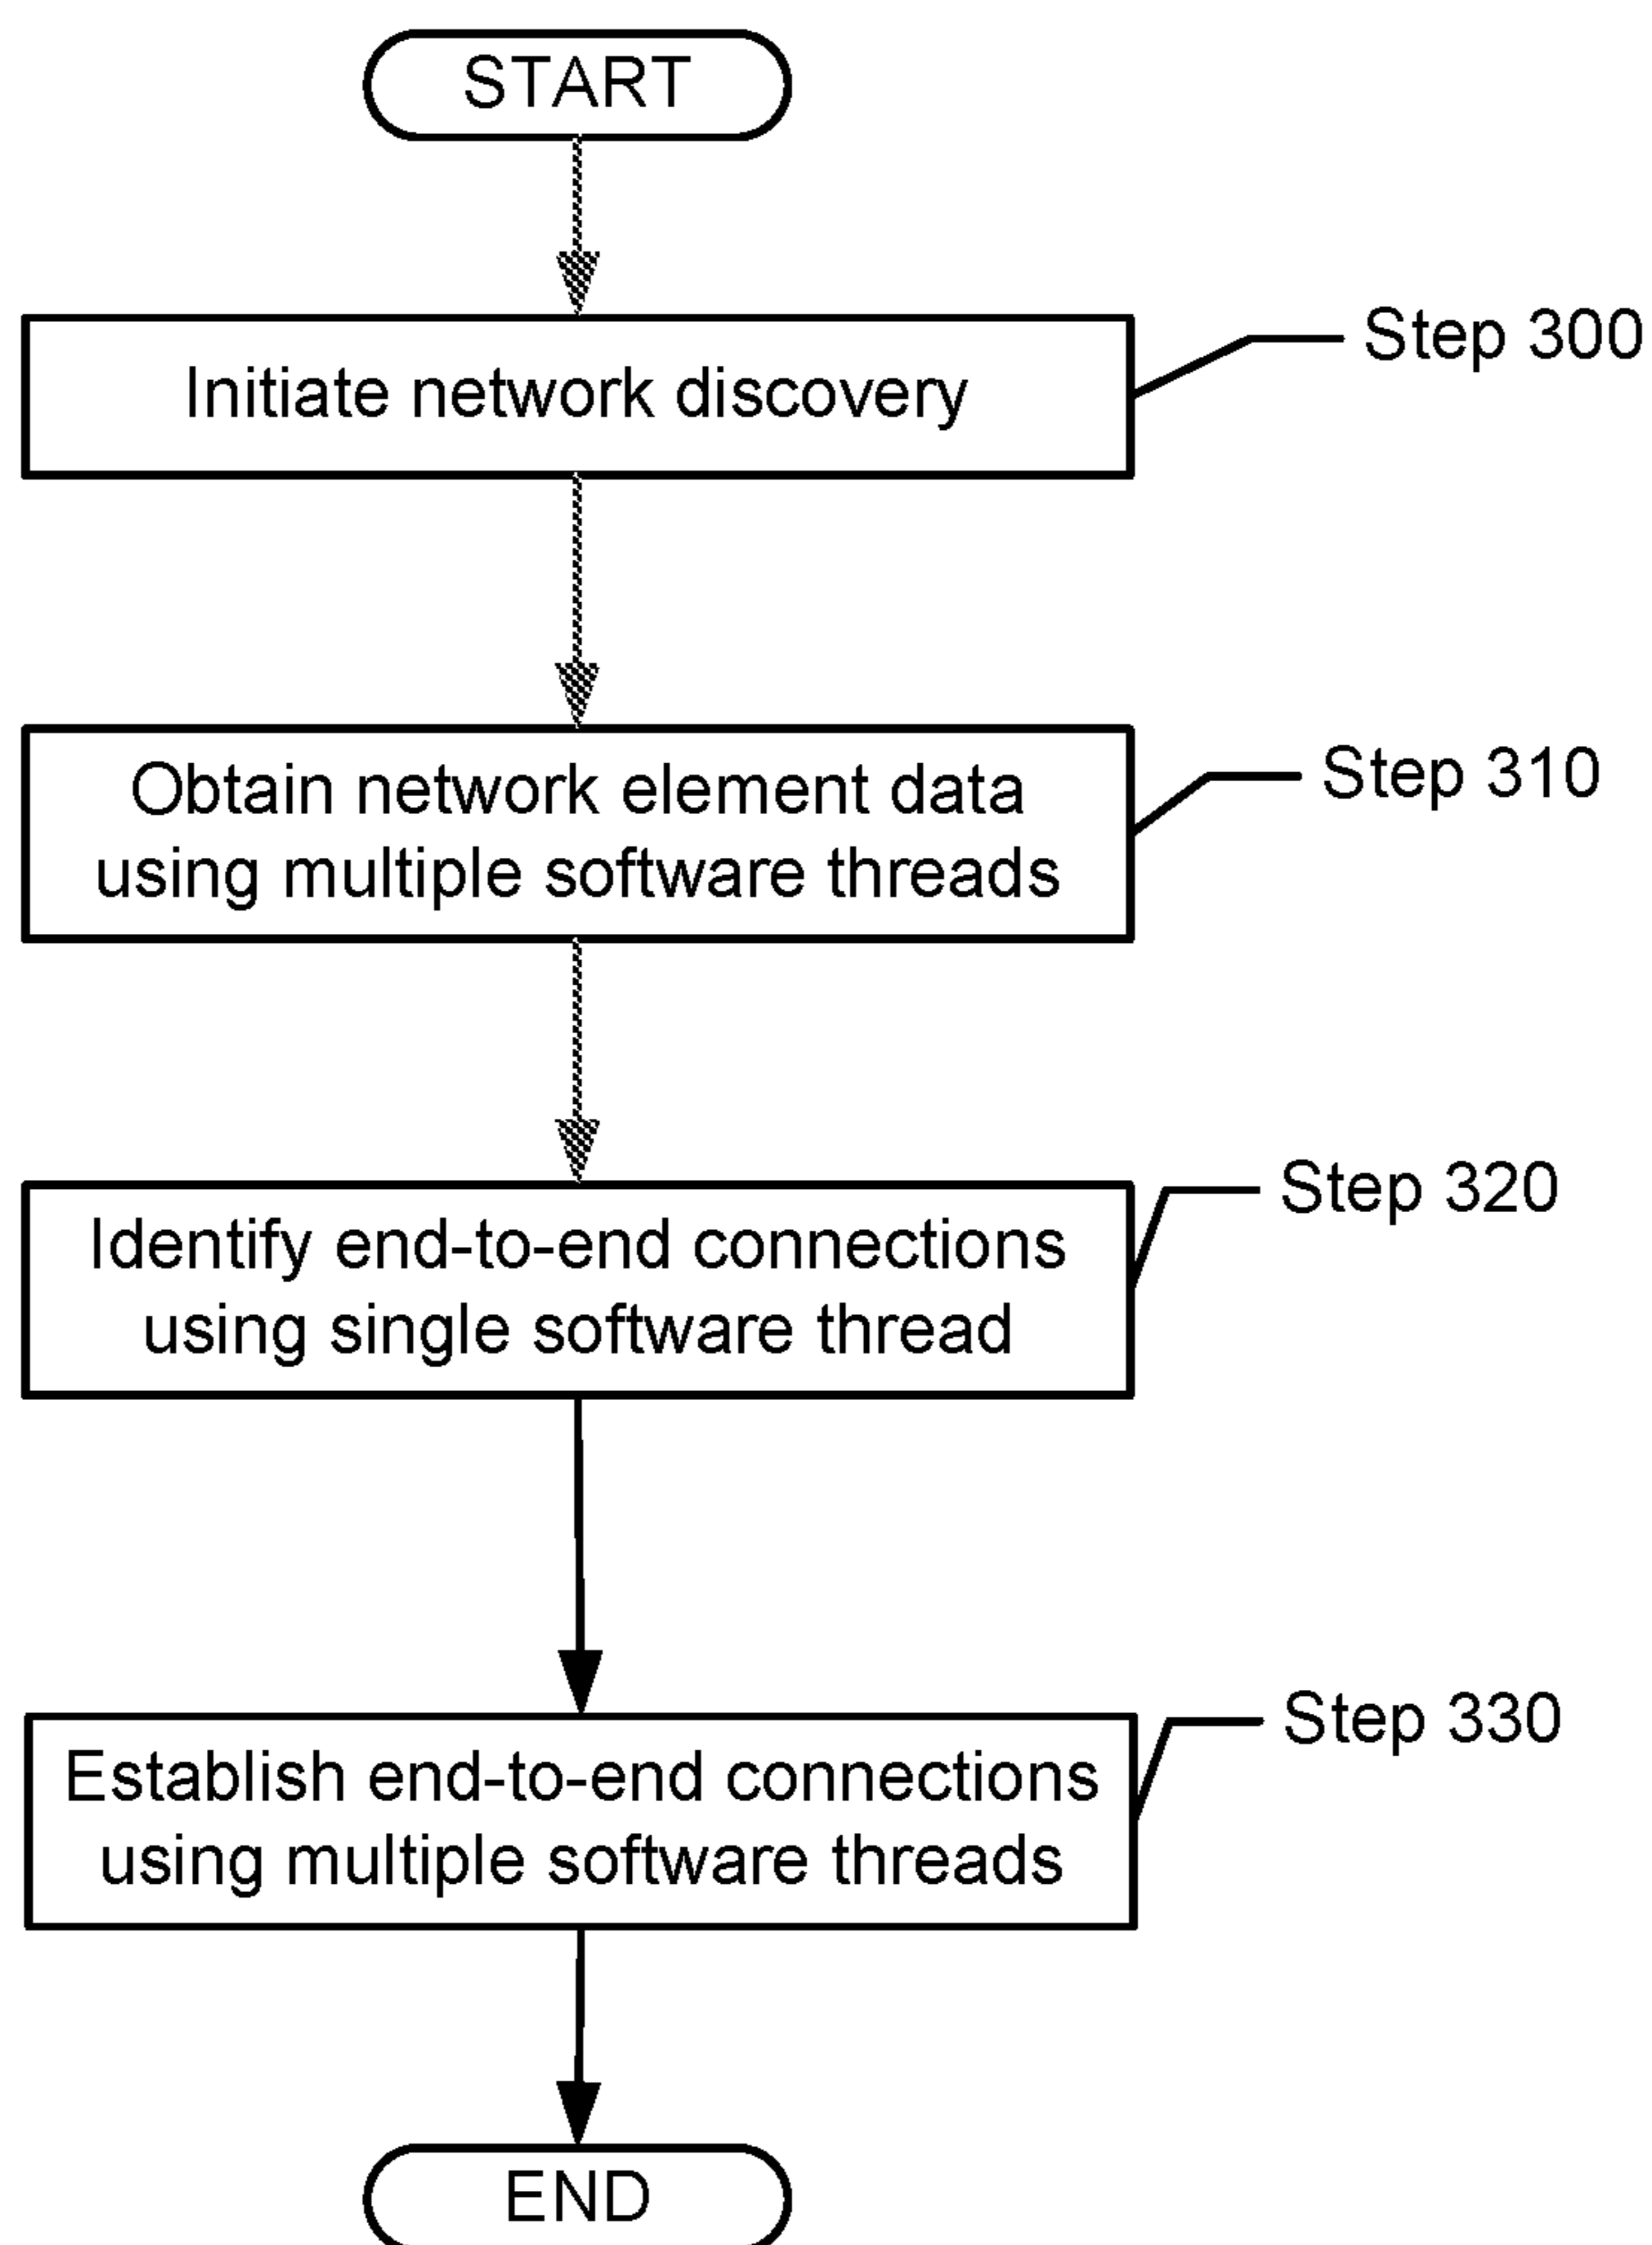 START
Initiate network discovery
Step 300
Obtain network element data
using multiple software threads
Step 310
Identify end-to-end connections
using single software thread
Step 320
Establish end-to-end connections
using multiple software threads
Step 330
END